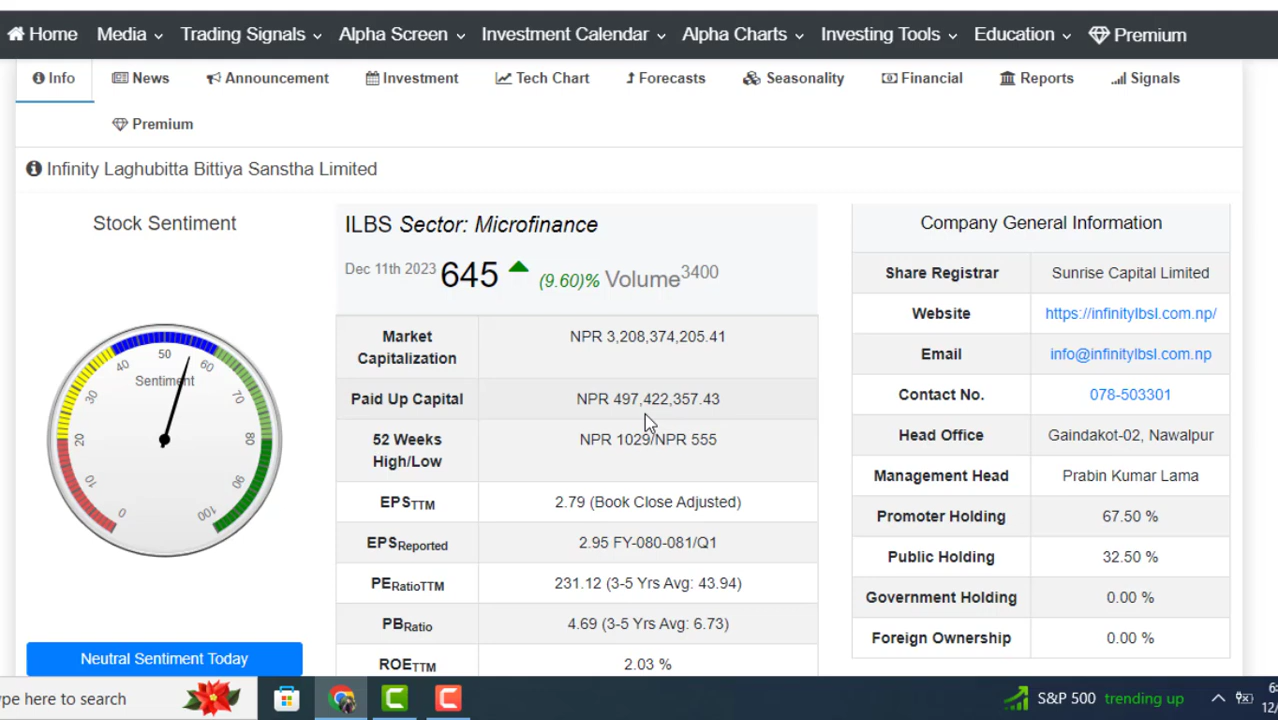 Home Media Trading Signals Alpha Screen Investment Calendar Alpha Charts Investing Tools Education Premium
Info News Announcement Investment Tech Chart Forecasts Seasonality Financial Reports Signals
Premium
Infinity Laghubitta Bittiya Sanstha Limited
Stock Sentiment
0 10 20 30 40 50 60 70 80 90 100
Sentiment
Neutral Sentiment Today
ILBS Sector: Microfinance
Dec 11th 2023 645 (9.60)% Volume 3400
Market Capitalization NPR 3,208,374,205.41
Paid Up Capital NPR 497,422,357.43
52 Weeks High/Low NPR 1029/NPR 555
EPSTTM 2.79 (Book Close Adjusted)
EPSReported 2.95 FY-080-081/Q1
PERatioTTM 231.12 (3-5 Yrs Avg: 43.94)
PBRatio 4.69 (3-5 Yrs Avg: 6.73)
ROETTM 2.03 %
Company General Information
Share Registrar Sunrise Capital Limited
Website https://infinitylbsl.com.np/
Email info@infinitylbsl.com.np
Contact No. 078-503301
Head Office Gaindakot-02, Nawalpur
Management Head Prabin Kumar Lama
Promoter Holding 67.50 %
Public Holding 32.50 %
Government Holding 0.00 %
Foreign Ownership 0.00 %
ype here to search
S&P 500 trending up
6:
12/